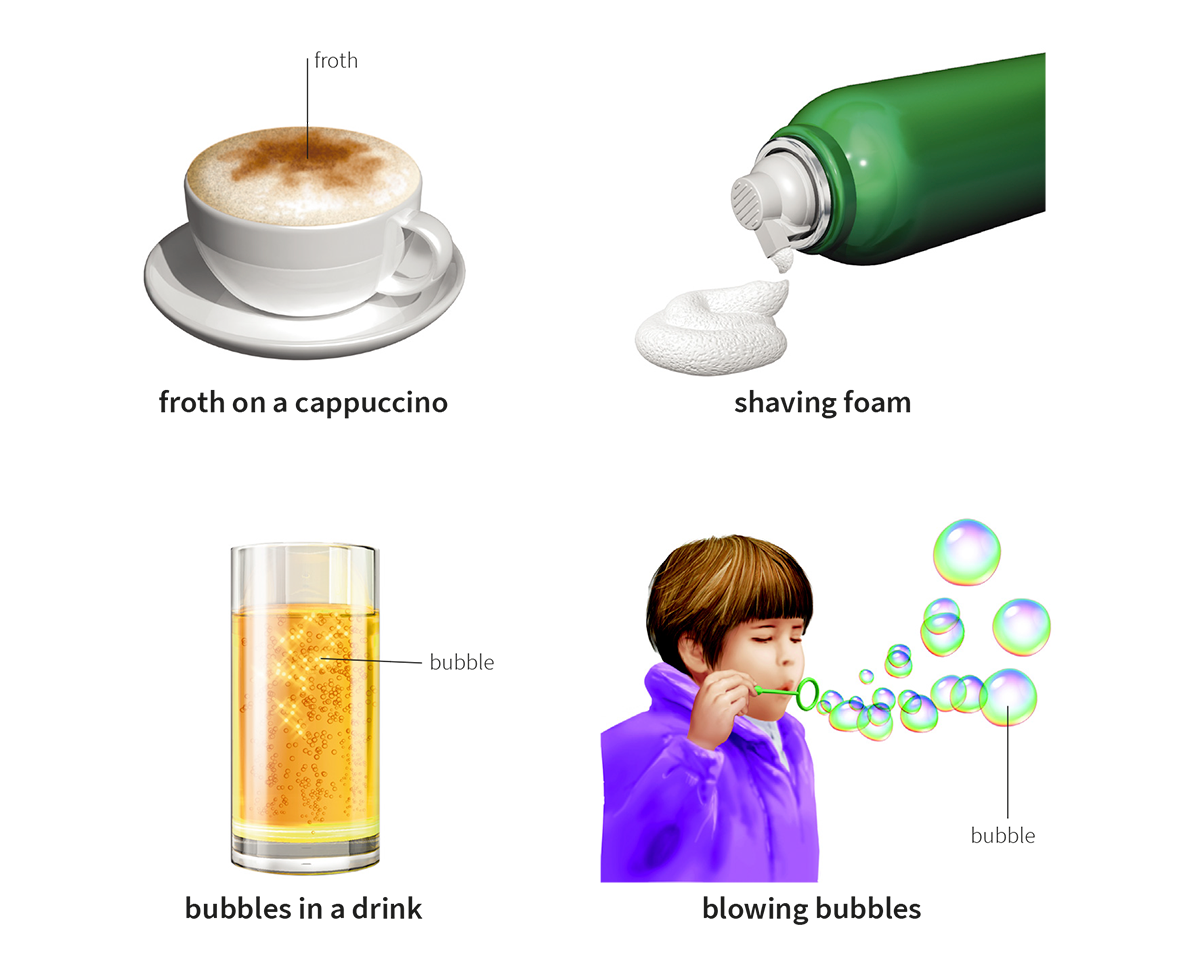 froth
froth on a cappuccino
shaving foam
bubble
bubbles in a drink
bubble
blowing bubbles